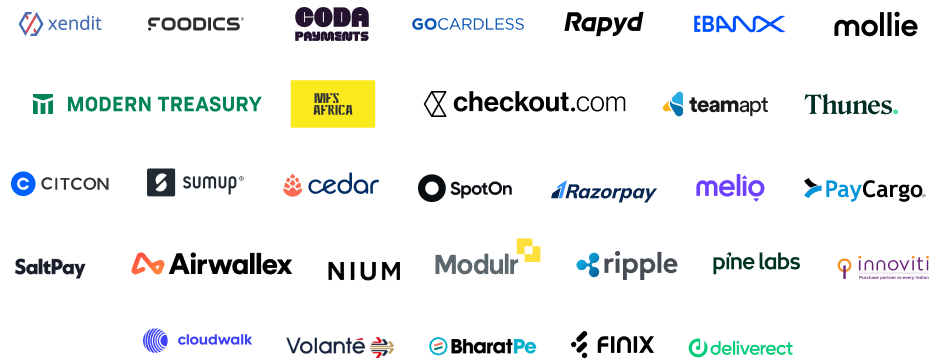 xendit
FOODICS®
CODA
PAYMENTS
GOCARDLESS
Rapyd
EBANX
mollie
MODERN TREASURY
MFS
AFRICA
checkout.com
teamapt
Thunes.
CITCON
sumup®
cedar
SpotOn
Razorpay
melio
PayCargo
SaltPay
Airwallex
NIUM
Modulr
ripple
pine labs
innoviti
Purchase partner to every Indian
cloudwalk
Volanté
BharatPe
FINIX
deliverect